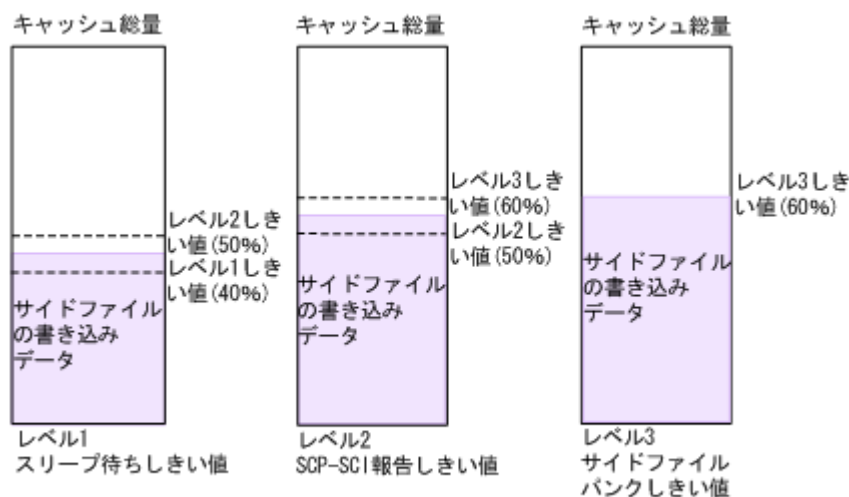 キャッシュ総量
レベル2しき
い値(50%)
レベル1しき
い値(40%)
サイドファイル
の書き込み
データ
レベル1
スリープ待ちしきい値
キャッシュ総量
レベル3しき
い値(60%)
レベル2しき
い値(50%)
サイドファイル
の書き込み
データ
レベル2
SCP-SCI報告しきい値
キャッシュ総量
レベル3しき
い値(60%)
サイドファイル
の書き込み
データ
レベル3
サイドファイル
パンクしきい値